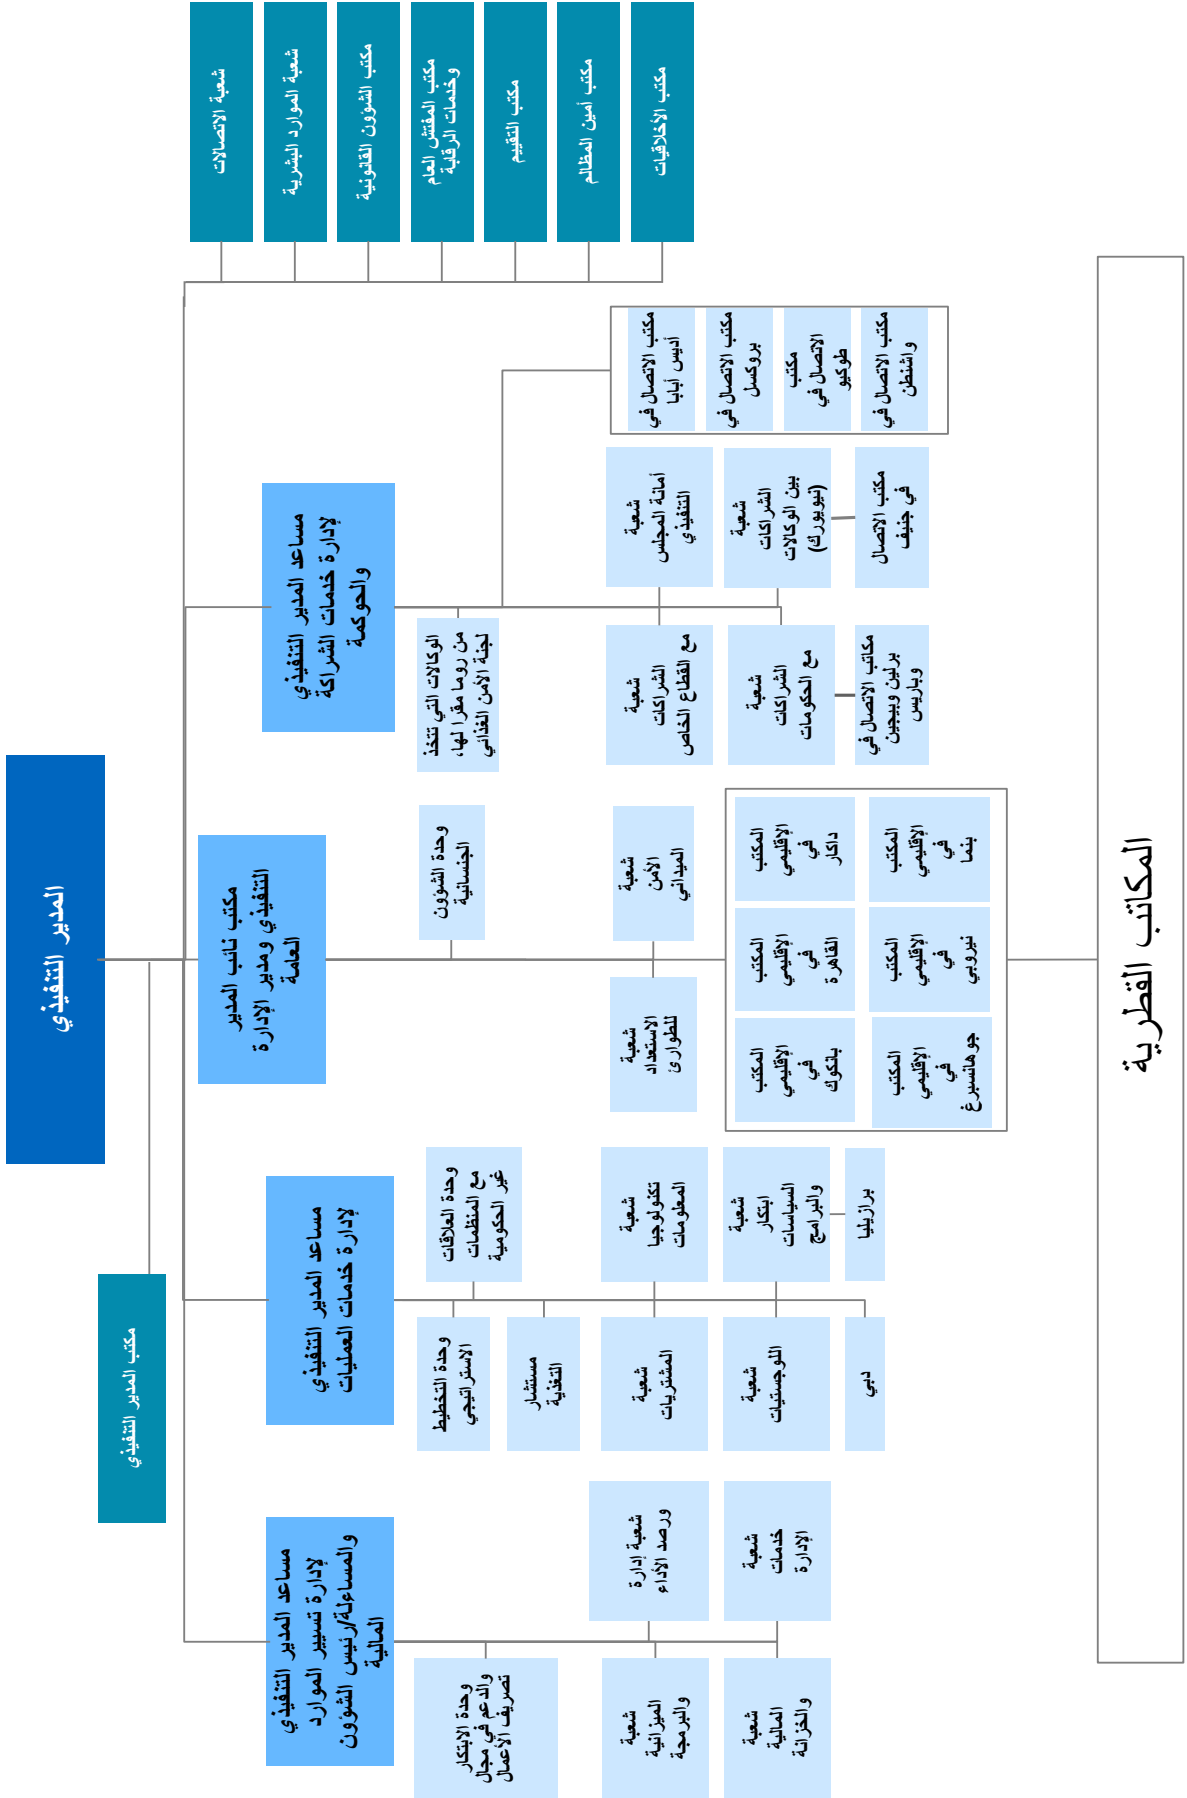 المدير التنفيذي
مكتب المدير التنفيذي
شعبة الاتصالات
شعبة الموارد البشرية
مكتب الشؤون القانونية
مكتب المفتش العام
وخدمات الرقابة
مكتب التقييم
مكتب أمين المظالم
مكتب الأخلاقيات
مساعد المدير التنفيذي
لإدارة خدمات الشراكة
والحوكمة
مكتب نائب المدير
التنفيذي ومدير الإدارة
العامة
مساعد المدير التنفيذي
لإدارة خدمات العمليات
مساعد المدير التنفيذي
لإدارة تسيير الموارد
والمساءلة/رئيس الشؤون
المالية
الوكالات التي تتخذ
من روما مقرا لها،
لجنة الأمن الغذائي
شعبة
أمانة المجلس
التنفيذي
شعبة
الشراكات
بين الوكالات
(نيويورك)
مكتب الاتصال
في جنيف
شعبة
الشراكات
مع القطاع الخاص
شعبة
الشراكات
مع الحكومات
مكاتب الاتصال في
برلين وبيجين
وباريس
مكتب الاتصال في
أديس أبابا
مكتب الاتصال في
بروكسل
مكتب
الاتصال في
طوكيو
مكتب الاتصال في
واشنطن
وحدة الشؤون
الجنسانية
شعبة
الأمن
الميداني
شعبة
الاستعداد
للطوارئ
المكتب
الإقليمي
في
داكار
المكتب
الإقليمي
في
القاهرة
المكتب
الإقليمي
في
بانكوك
المكتب
الإقليمي
في
بنما
المكتب
الإقليمي
في
نيروبي
المكتب
الإقليمي
في
جوهانسبرغ
وحدة العلاقات
مع المنظمات
غير الحكومية
وحدة التخطيط
الاستراتيجي
مستشار
التغذية
شعبة
تكنولوجيا
المعلومات
شعبة
المشتريات
شعبة
ابتكار
السياسات
والبرامج
شعبة
اللوجستيات
برازيليا
دبي
وحدة الابتكار
والدعم في مجال
تصريف الأعمال
شعبة إدارة
ورصد الأداء
شعبة
الميزانية
والبرمجة
شعبة
خدمات
الإدارة
شعبة
المالية
والخزانة
المكاتب القطرية